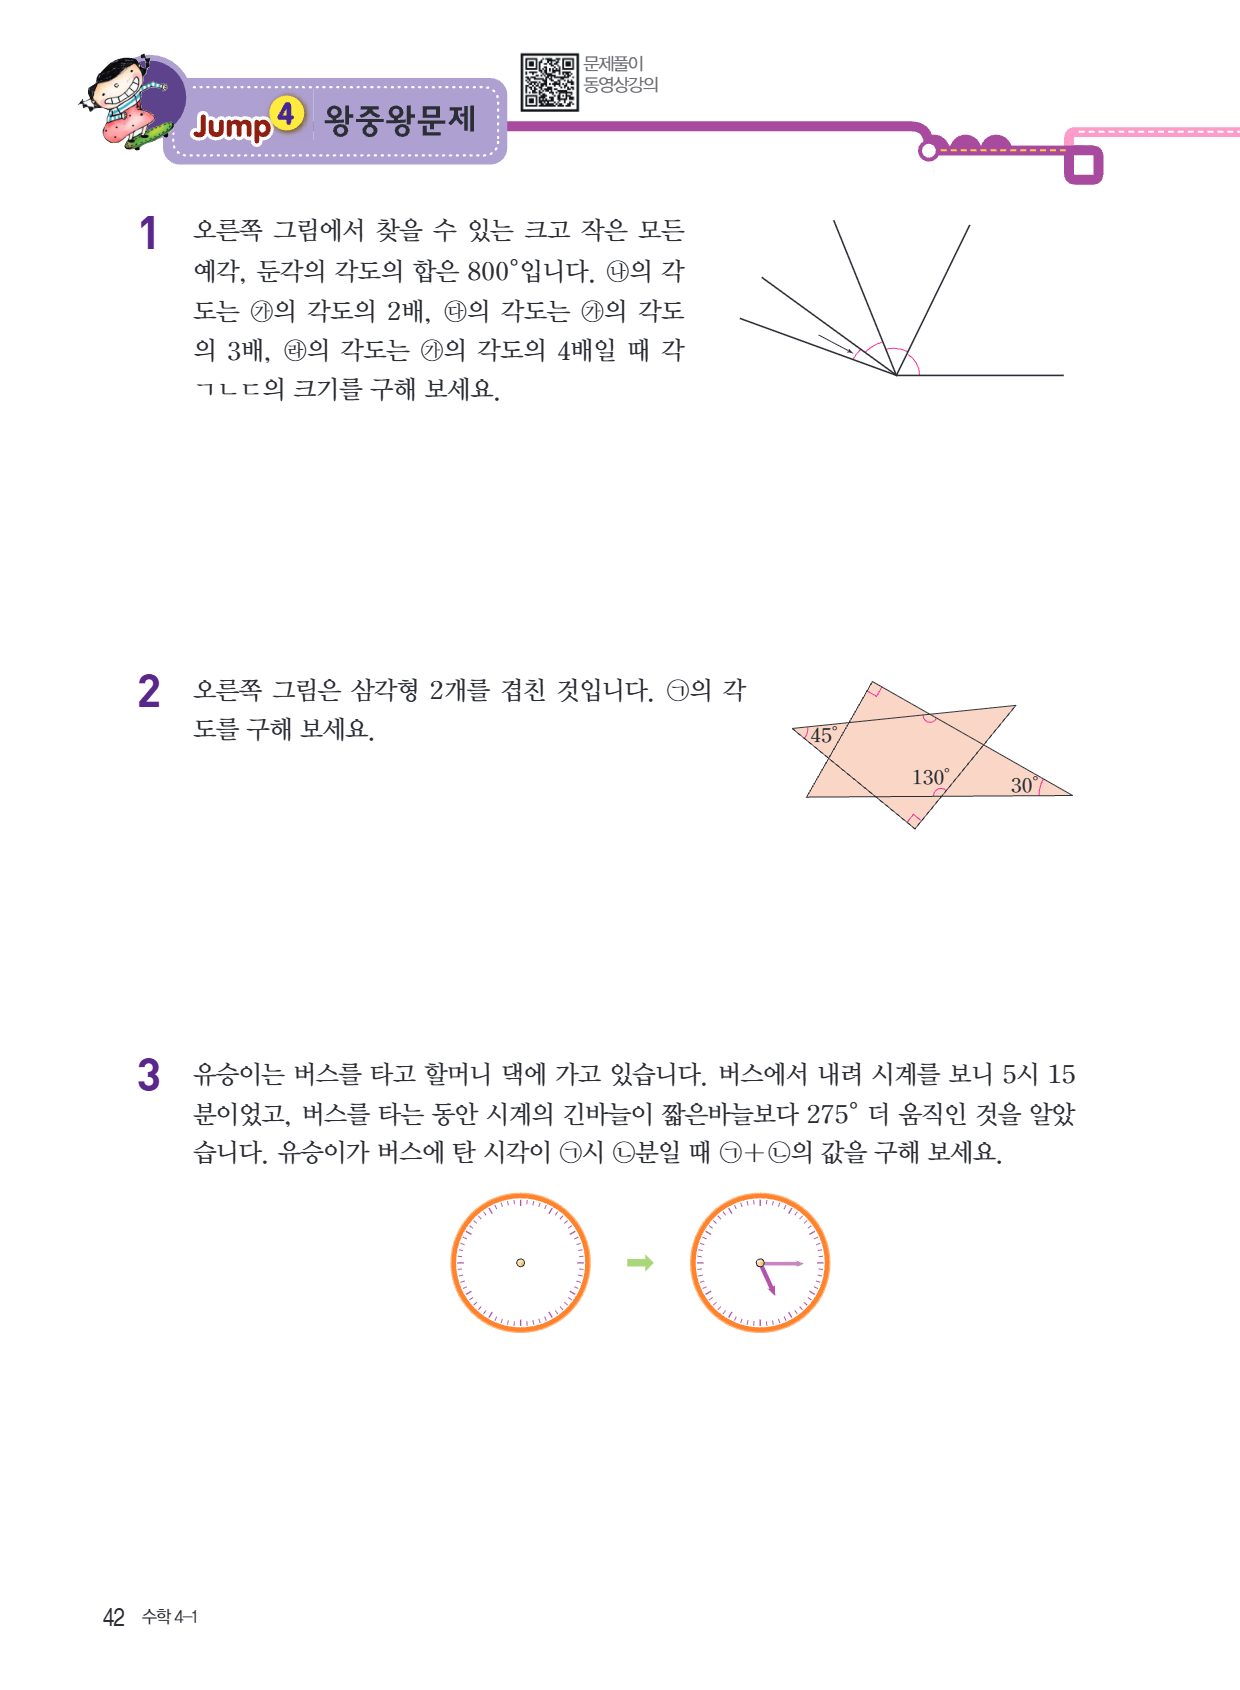 문제풀이
동영상강의
Jump 4 왕중왕문제
1 오른쪽 그림에서 찾을 수 있는 크고 작은 모든
예각, 둔각의 각도의 합은 800°입니다. ㉯의 각
도는 ㉮의 각도의 2배, ㉰의 각도는 ㉮의 각도
의 3배, ㉱의 각도는 ㉮의 각도의 4배일 때 각
ㄱㄴㄷ의 크기를 구해 보세요.
2 오른쪽 그림은 삼각형 2개를 겹친 것입니다. ㉠의 각
도를 구해 보세요.
45°
130°
30°
3 유승이는 버스를 타고 할머니 댁에 가고 있습니다. 버스에서 내려 시계를 보니 5시 15
분이었고, 버스를 타는 동안 시계의 긴바늘이 짧은바늘보다 275° 더 움직인 것을 알았
습니다. 유승이가 버스에 탄 시각이 ㉠시 ㉡분일 때 ㉠+㉡의 값을 구해 보세요.
42 수학 4-1